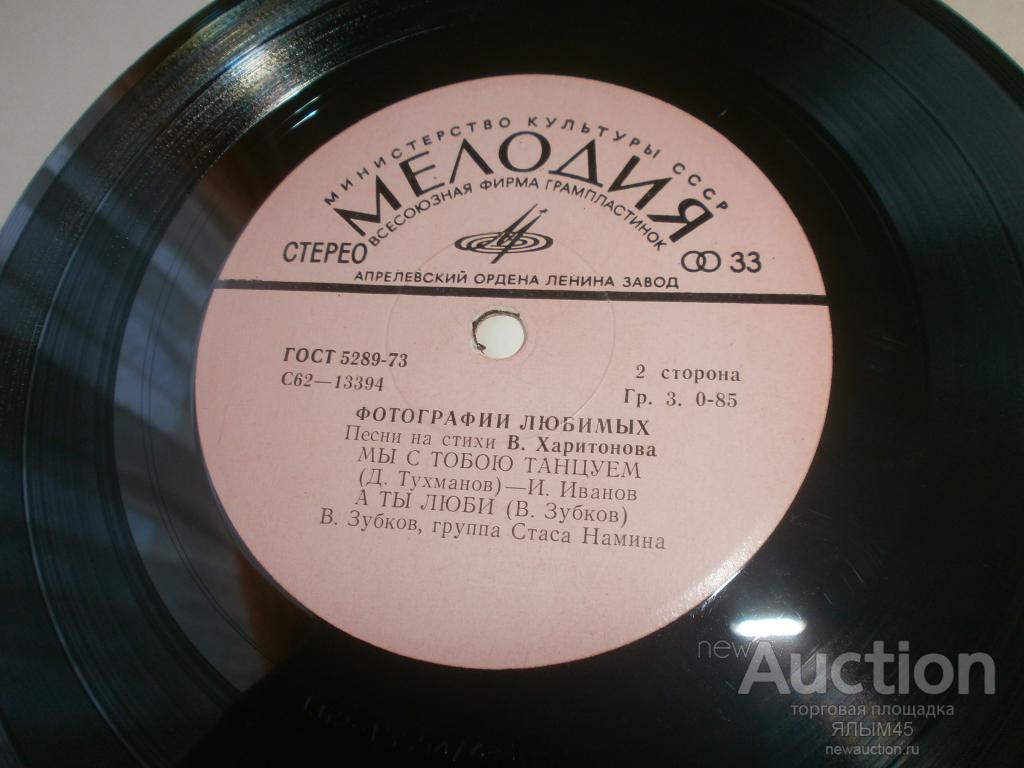 МИНИСТЕРСТВО КУЛЬТУРЫ СССР
МЕЛОДИЯ
ВСЕСОЮЗНАЯ ФИРМА ГРАМПЛАСТИНОК
СТЕРЕО
33
АПРЕЛЕВСКИЙ ОРДЕНА ЛЕНИНА ЗАВОД
ГОСТ 5289-73
С62—13394
2 сторона
Гр. 3. 0-85
ФОТОГРАФИИ ЛЮБИМЫХ
Песни на стихи В. Харитонова
МЫ С ТОБОЮ ТАНЦУЕМ
(Д. Тухманов)—И. Иванов
А ТЫ ЛЮБИ (В. Зубков)
В. Зубков, группа Стаса Намина
new Auction
торговая площадка
ЯЛЫМ45
newauction.ru